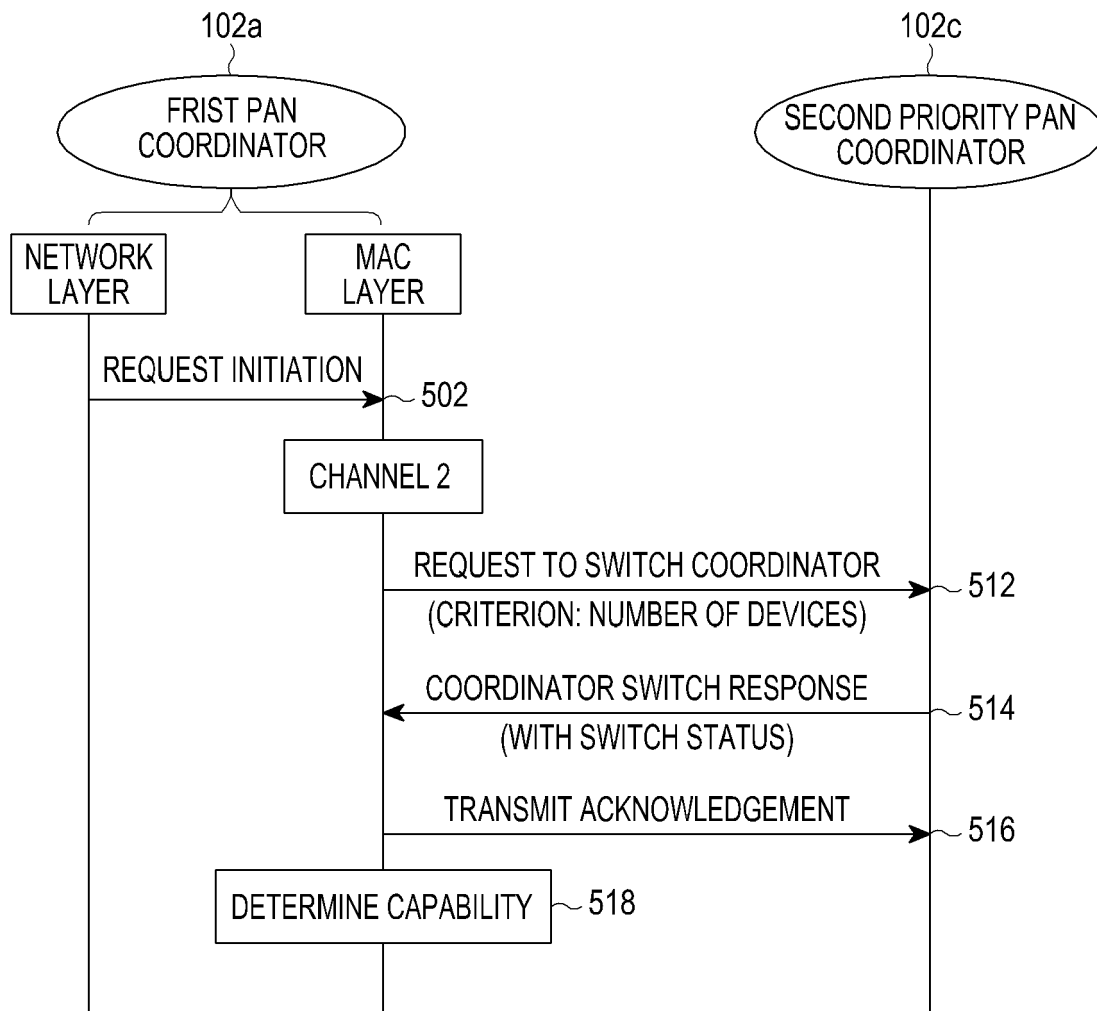 102a
102c
FRIST PAN
COORDINATOR
SECOND PRIORITY PAN
COORDINATOR
NETWORK
LAYER
MAC
LAYER
REQUEST INITIATION
502
CHANNEL 2
REQUEST TO SWITCH COORDINATOR
512
(CRITERION: NUMBER OF DEVICES)
COORDINATOR SWITCH RESPONSE
514
(WITH SWITCH STATUS)
TRANSMIT ACKNOWLEDGEMENT
516
DETERMINE CAPABILITY
518